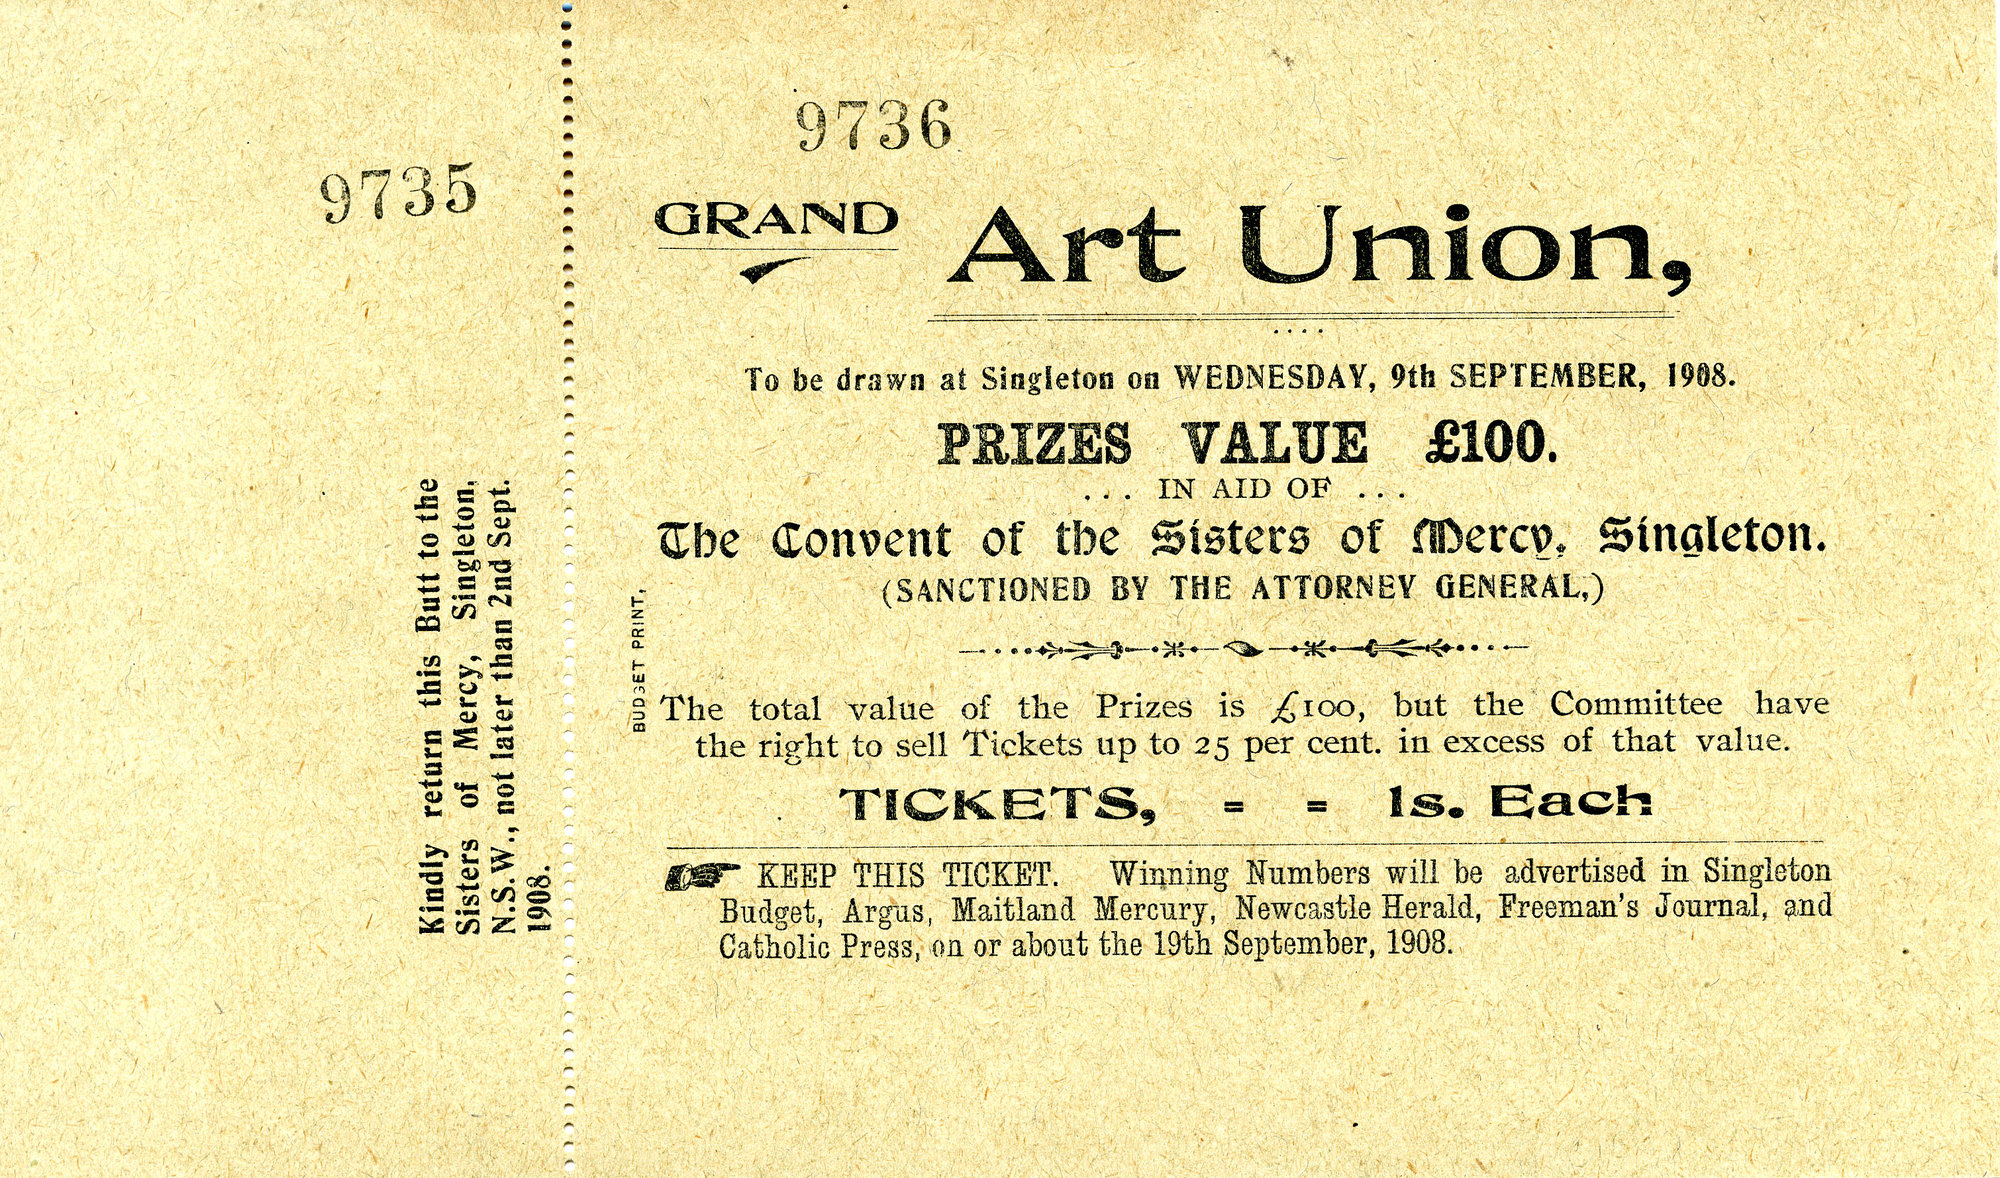 9735
Kindly return this Butt to the
Sisters of Mercy, Singleton,
N.S.W., not later than 2nd Sept.
1908.
9736
GRAND Art Union,
To be drawn at Singleton on WEDNESDAY, 9th SEPTEMBER, 1908.
PRIZES VALUE £100.
... IN AID OF ...
The Convent of the Sisters of Mercy, Singleton.
(SANCTIONED BY THE ATTORNEY GENERAL,)
BUDGET PRINT,
The total value of the Prizes is £100, but the Committee have
the right to sell Tickets up to 25 per cent. in excess of that value.
TICKETS, = = 1s. Each
☛ KEEP THIS TICKET. Winning Numbers will be advertised in Singleton
Budget, Argus, Maitland Mercury, Newcastle Herald, Freeman's Journal, and
Catholic Press, on or about the 19th September, 1908.